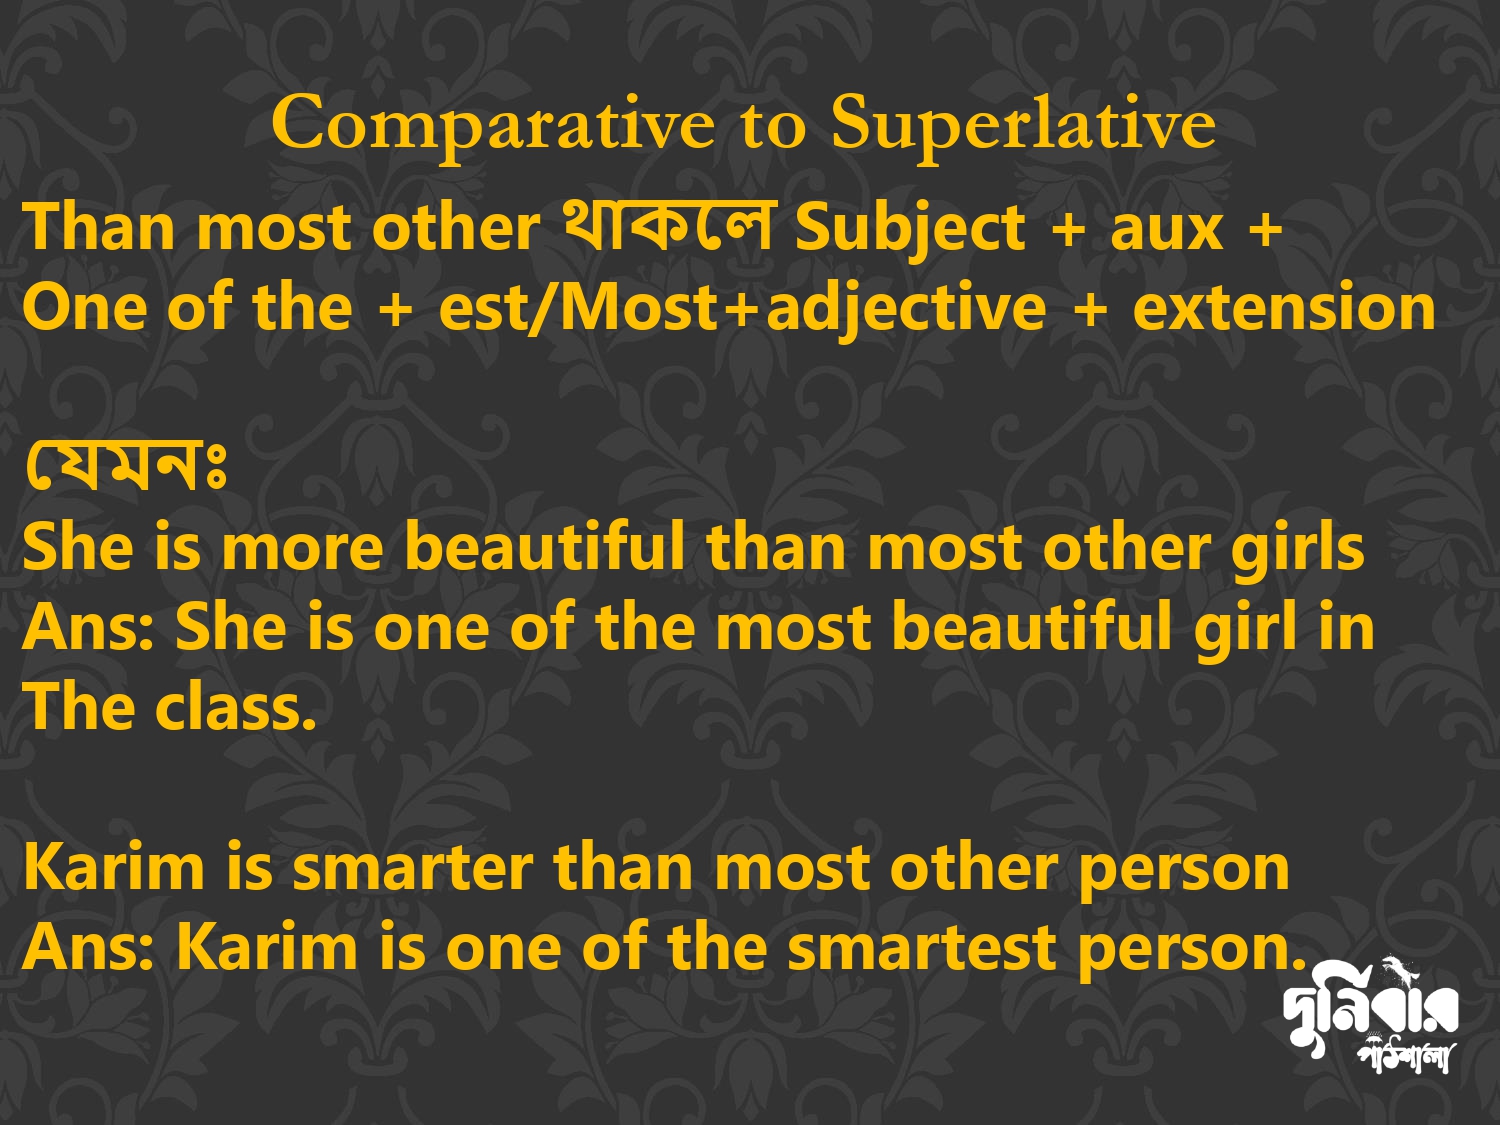 Comparative to Superlative
Than most other থাকলে Subject + aux +
One of the + est/Most+adjective + extension
যেমনঃ
She is more beautiful than most other girls
Ans: She is one of the most beautiful girl in
The class.
Karim is smarter than most other person
Ans: Karim is one of the smartest person.
দুর্নিবার
পাঠশালা